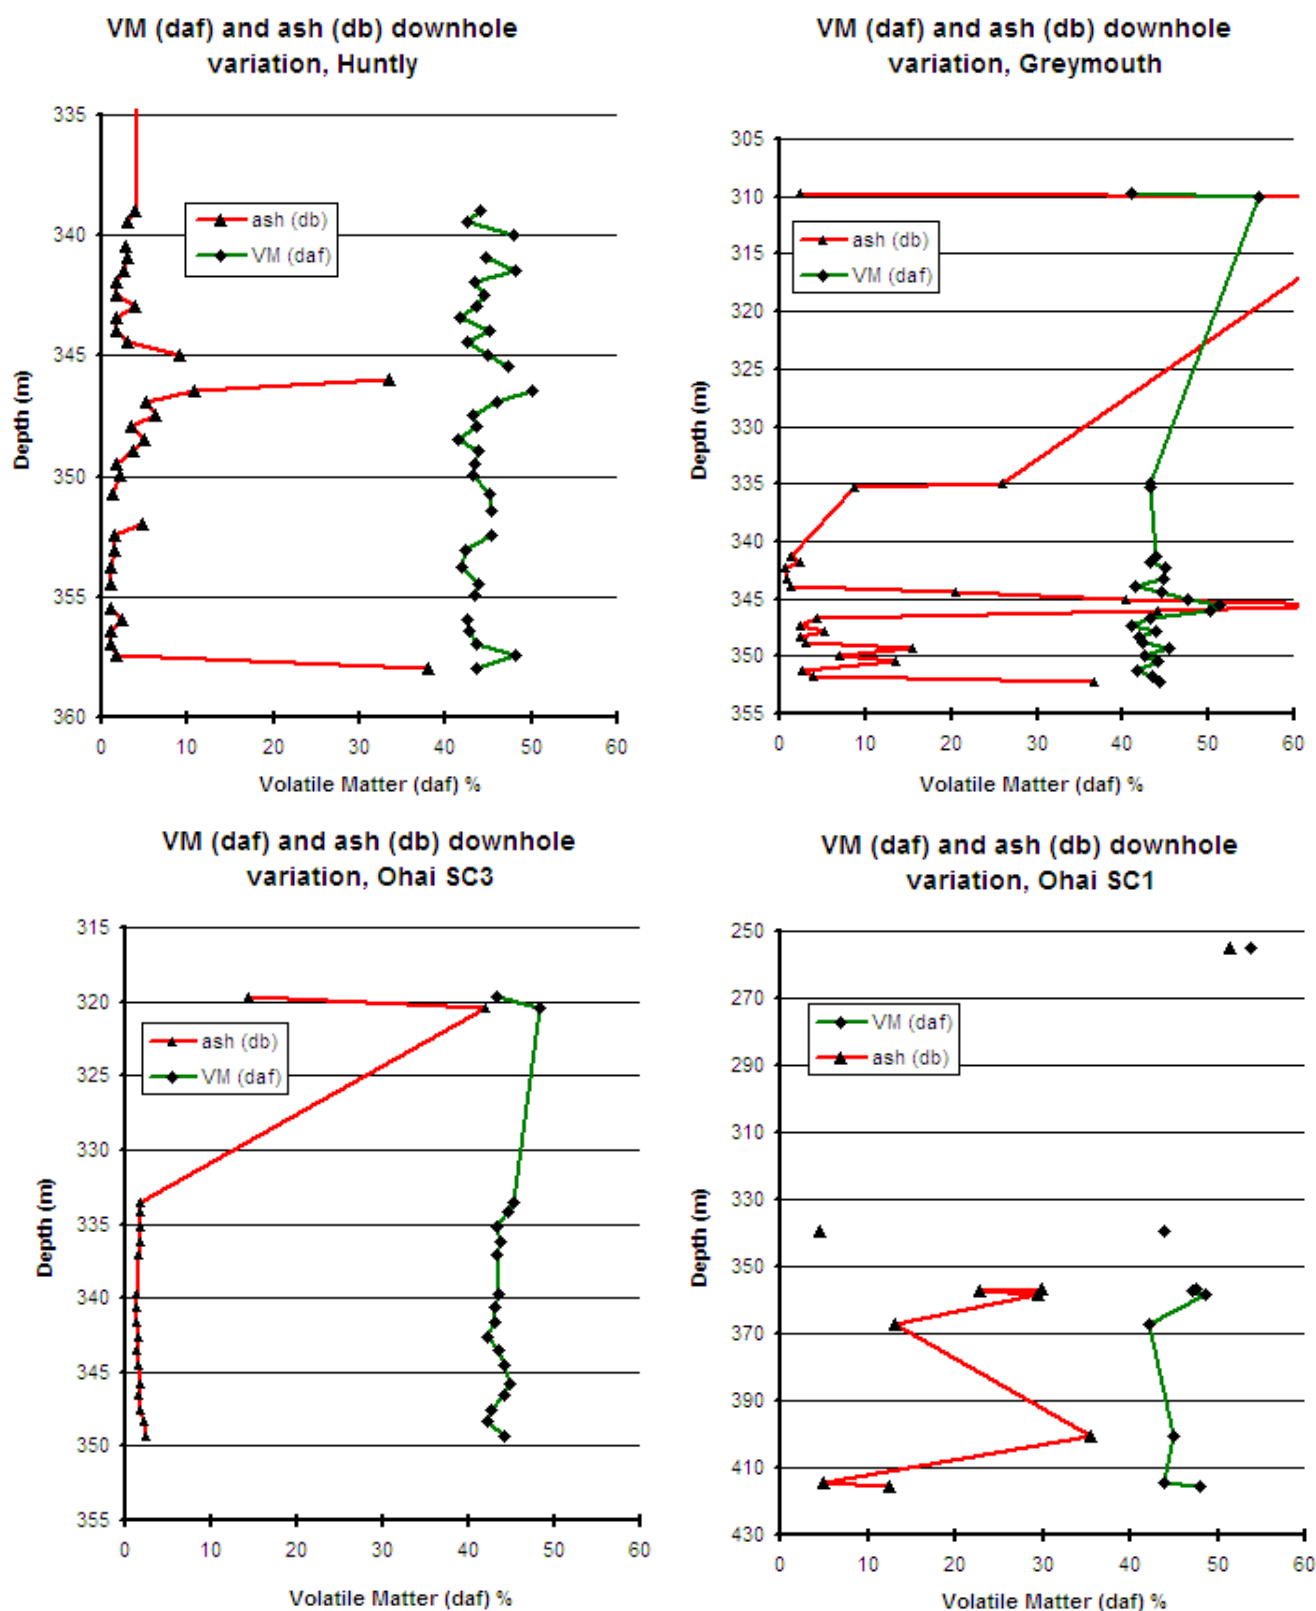 VM (daf) and ash (db) downhole
variation, Huntly
335
340
345
350
355
360
Depth (m)
ash (db)
VM (daf)
0 10 20 30 40 50 60
Volatile Matter (daf) %
VM (daf) and ash (db) downhole
variation, Greymouth
305
310
315
320
325
330
335
340
345
350
355
Depth (m)
ash (db)
VM (daf)
0 10 20 30 40 50 60
Volatile Matter (daf) %
VM (daf) and ash (db) downhole
variation, Ohai SC3
315
320
325
330
335
340
345
350
355
Depth (m)
ash (db)
VM (daf)
0 10 20 30 40 50 60
Volatile Matter (daf) %
VM (daf) and ash (db) downhole
variation, Ohai SC1
250
270
290
310
330
350
370
390
410
430
Depth (m)
VM (daf)
ash (db)
0 10 20 30 40 50 60
Volatile Matter (daf) %